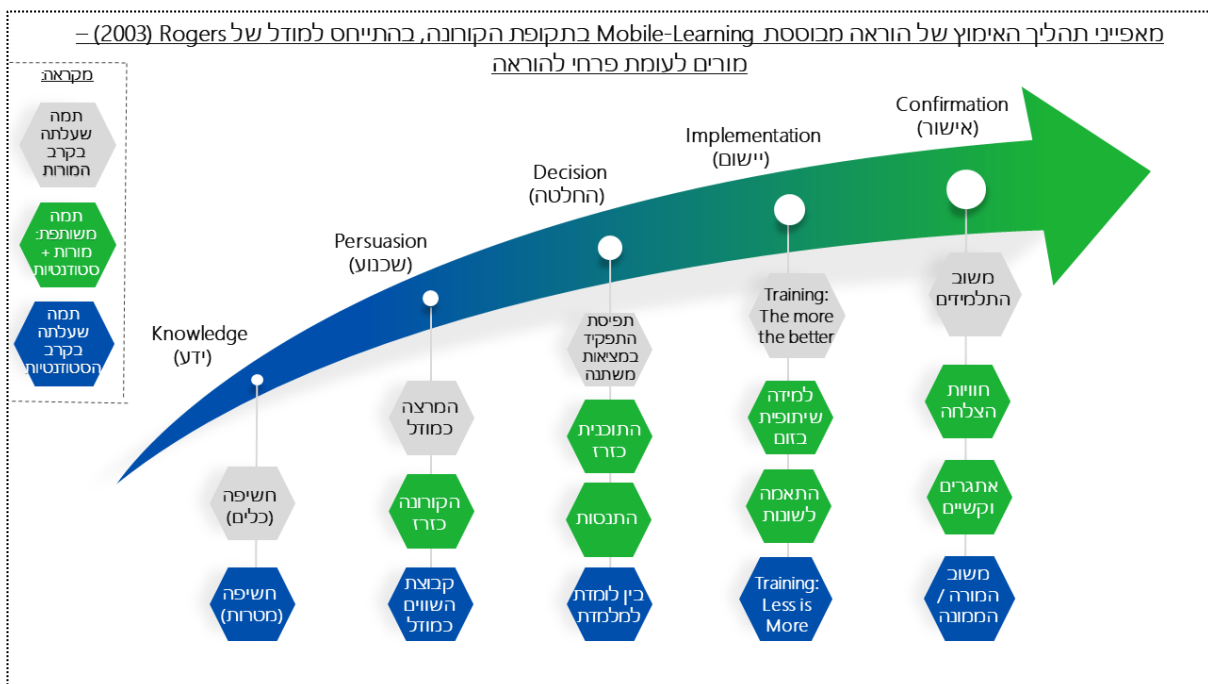 מאפייני תהליך האימוץ של הוראה מבוססת Mobile-Learning בתקופת הקורונה, בהתייחס למודל של Rogers (2003) –
מורים לעומת פרחי להוראה
מקראה:
תמה
שעלתה
בקרב
המורות
תמה
משותפת:
מורות +
סטודנטיות
תמה
שעלתה
בקרב
הסטודנטיות
Knowledge
(ידע)
חשיפה
(כלים)
חשיפה
(מטרות)
Persuasion
(שכנוע)
המרצה
כמודל
הקורונה
כזרז
קבוצת
השווים
כמודל
Decision
(החלטה)
תפיסת
התפקיד
במציאות
משתנה
התוכנית
כזרז
התנסות
בין לומדת
למלמדת
Implementation
(יישום)
Training:
The more
the better
למידה
שיתופית
בזום
התאמה
לשונות
Training:
Less is
More
Confirmation
(אישור)
משוב
התלמידים
חוויות
הצלחה
אתגרים
וקשיים
משוב
המורה /
הממונה